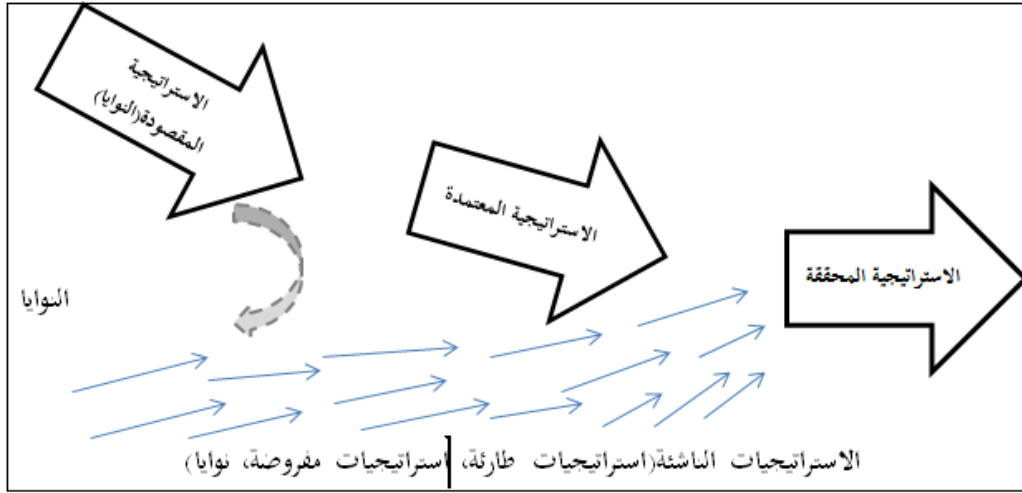 الاستراتيجية
المقصودة(النوايا)
الاستراتيجية المعتمدة
الاستراتيجية المحققة
النوايا
الاستراتيجيات الناشئة(استراتيجيات طارئة، استراتيجيات مفروضة، نوايا)